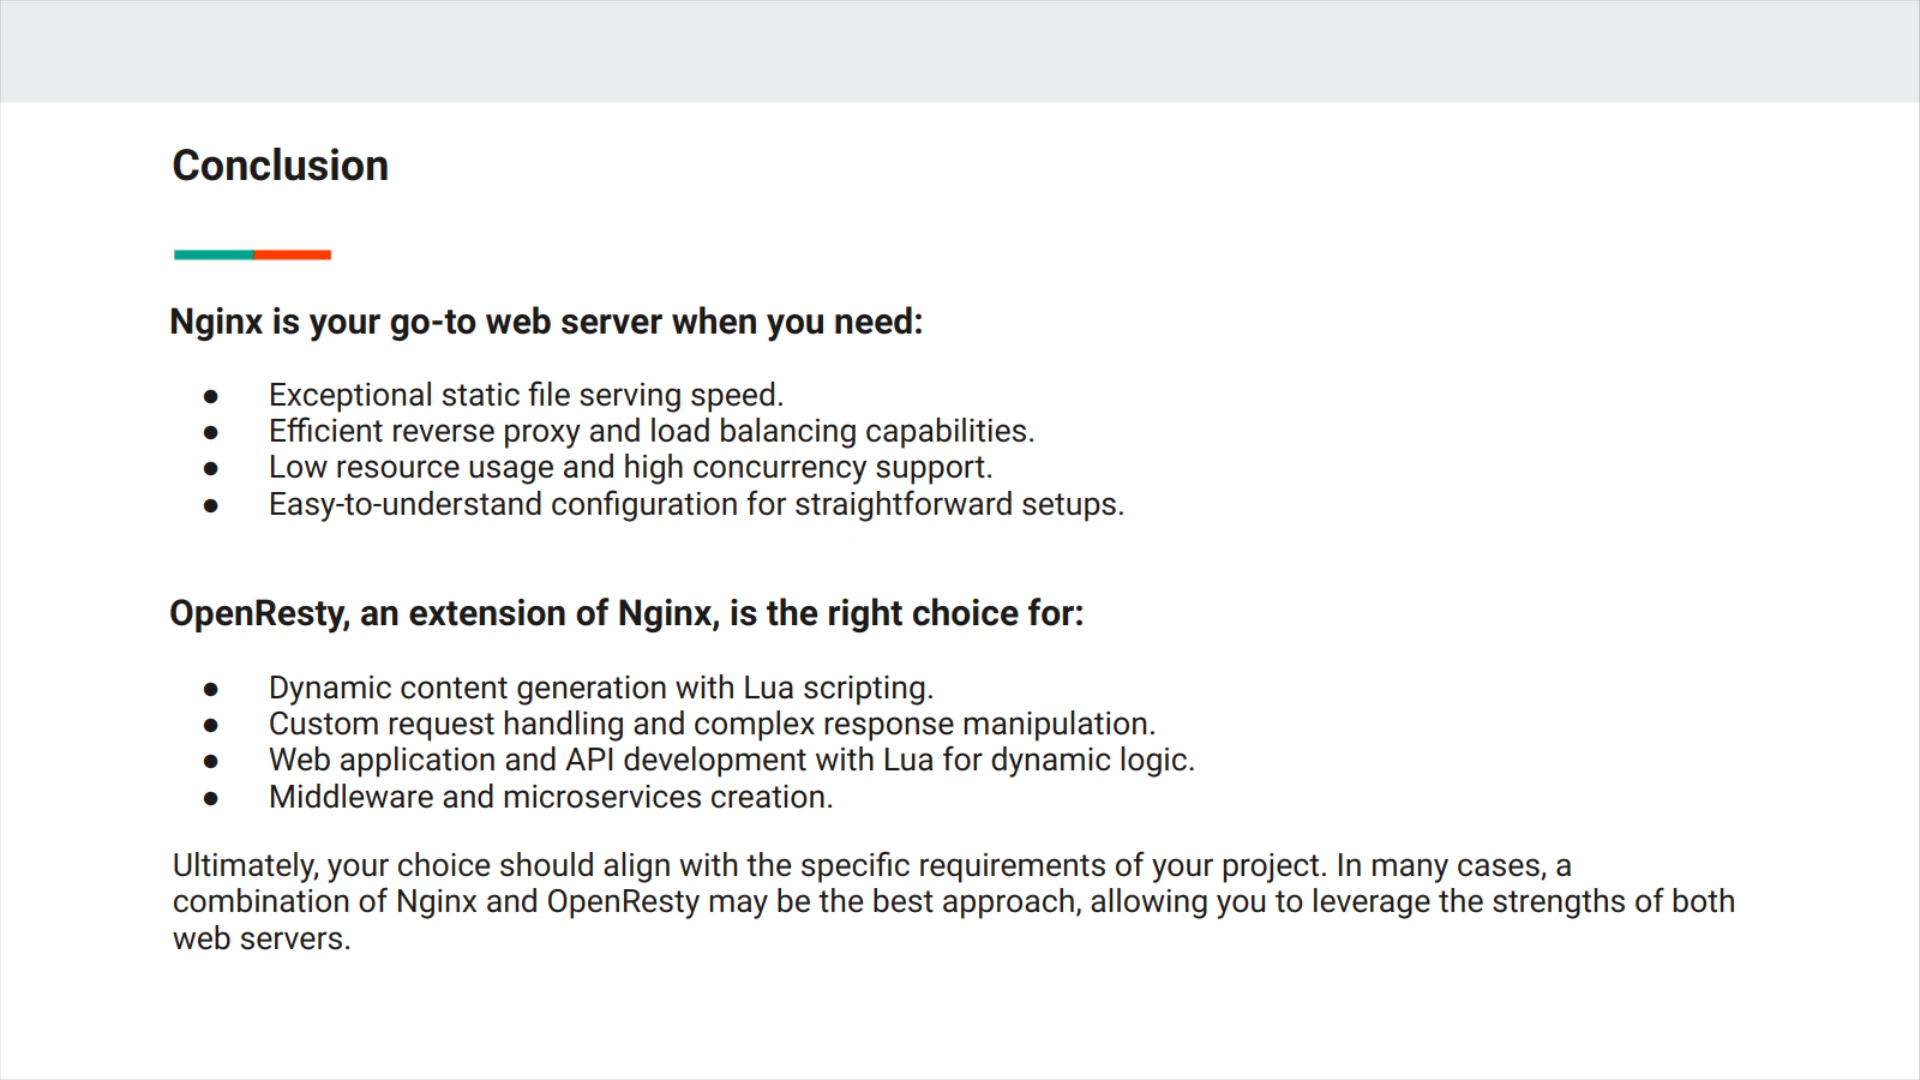 Conclusion
Nginx is your go-to web server when you need:
● Exceptional static file serving speed.
● Efficient reverse proxy and load balancing capabilities.
● Low resource usage and high concurrency support.
● Easy-to-understand configuration for straightforward setups.
OpenResty, an extension of Nginx, is the right choice for:
● Dynamic content generation with Lua scripting.
● Custom request handling and complex response manipulation.
● Web application and API development with Lua for dynamic logic.
● Middleware and microservices creation.
Ultimately, your choice should align with the specific requirements of your project. In many cases, a
combination of Nginx and OpenResty may be the best approach, allowing you to leverage the strengths of both
web servers.